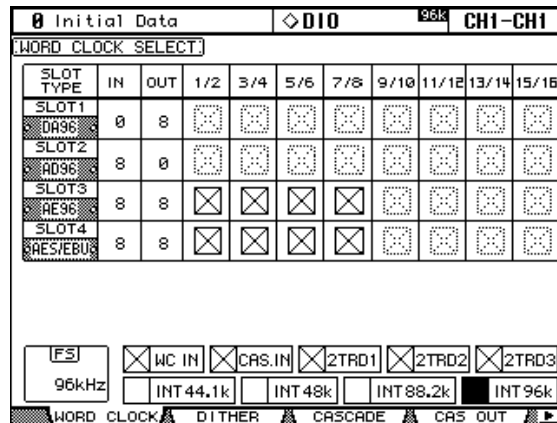 0 Initial Data ◇DIO 96k CH1-CH1
WORD CLOCK SELECT
SLOT TYPE IN OUT 1/2 3/4 5/6 7/8 9/10 11/12 13/14 15/16
SLOT1
DA96 0 8
SLOT2
AD96 8 0
SLOT3
AE96 8 8
SLOT4
AES/EBU 8 8
FS
96kHz
WC IN CAS.IN 2TRD1 2TRD2 2TRD3
INT44.1k INT48k INT88.2k INT96k
WORD CLOCK DITHER CASCADE CAS OUT